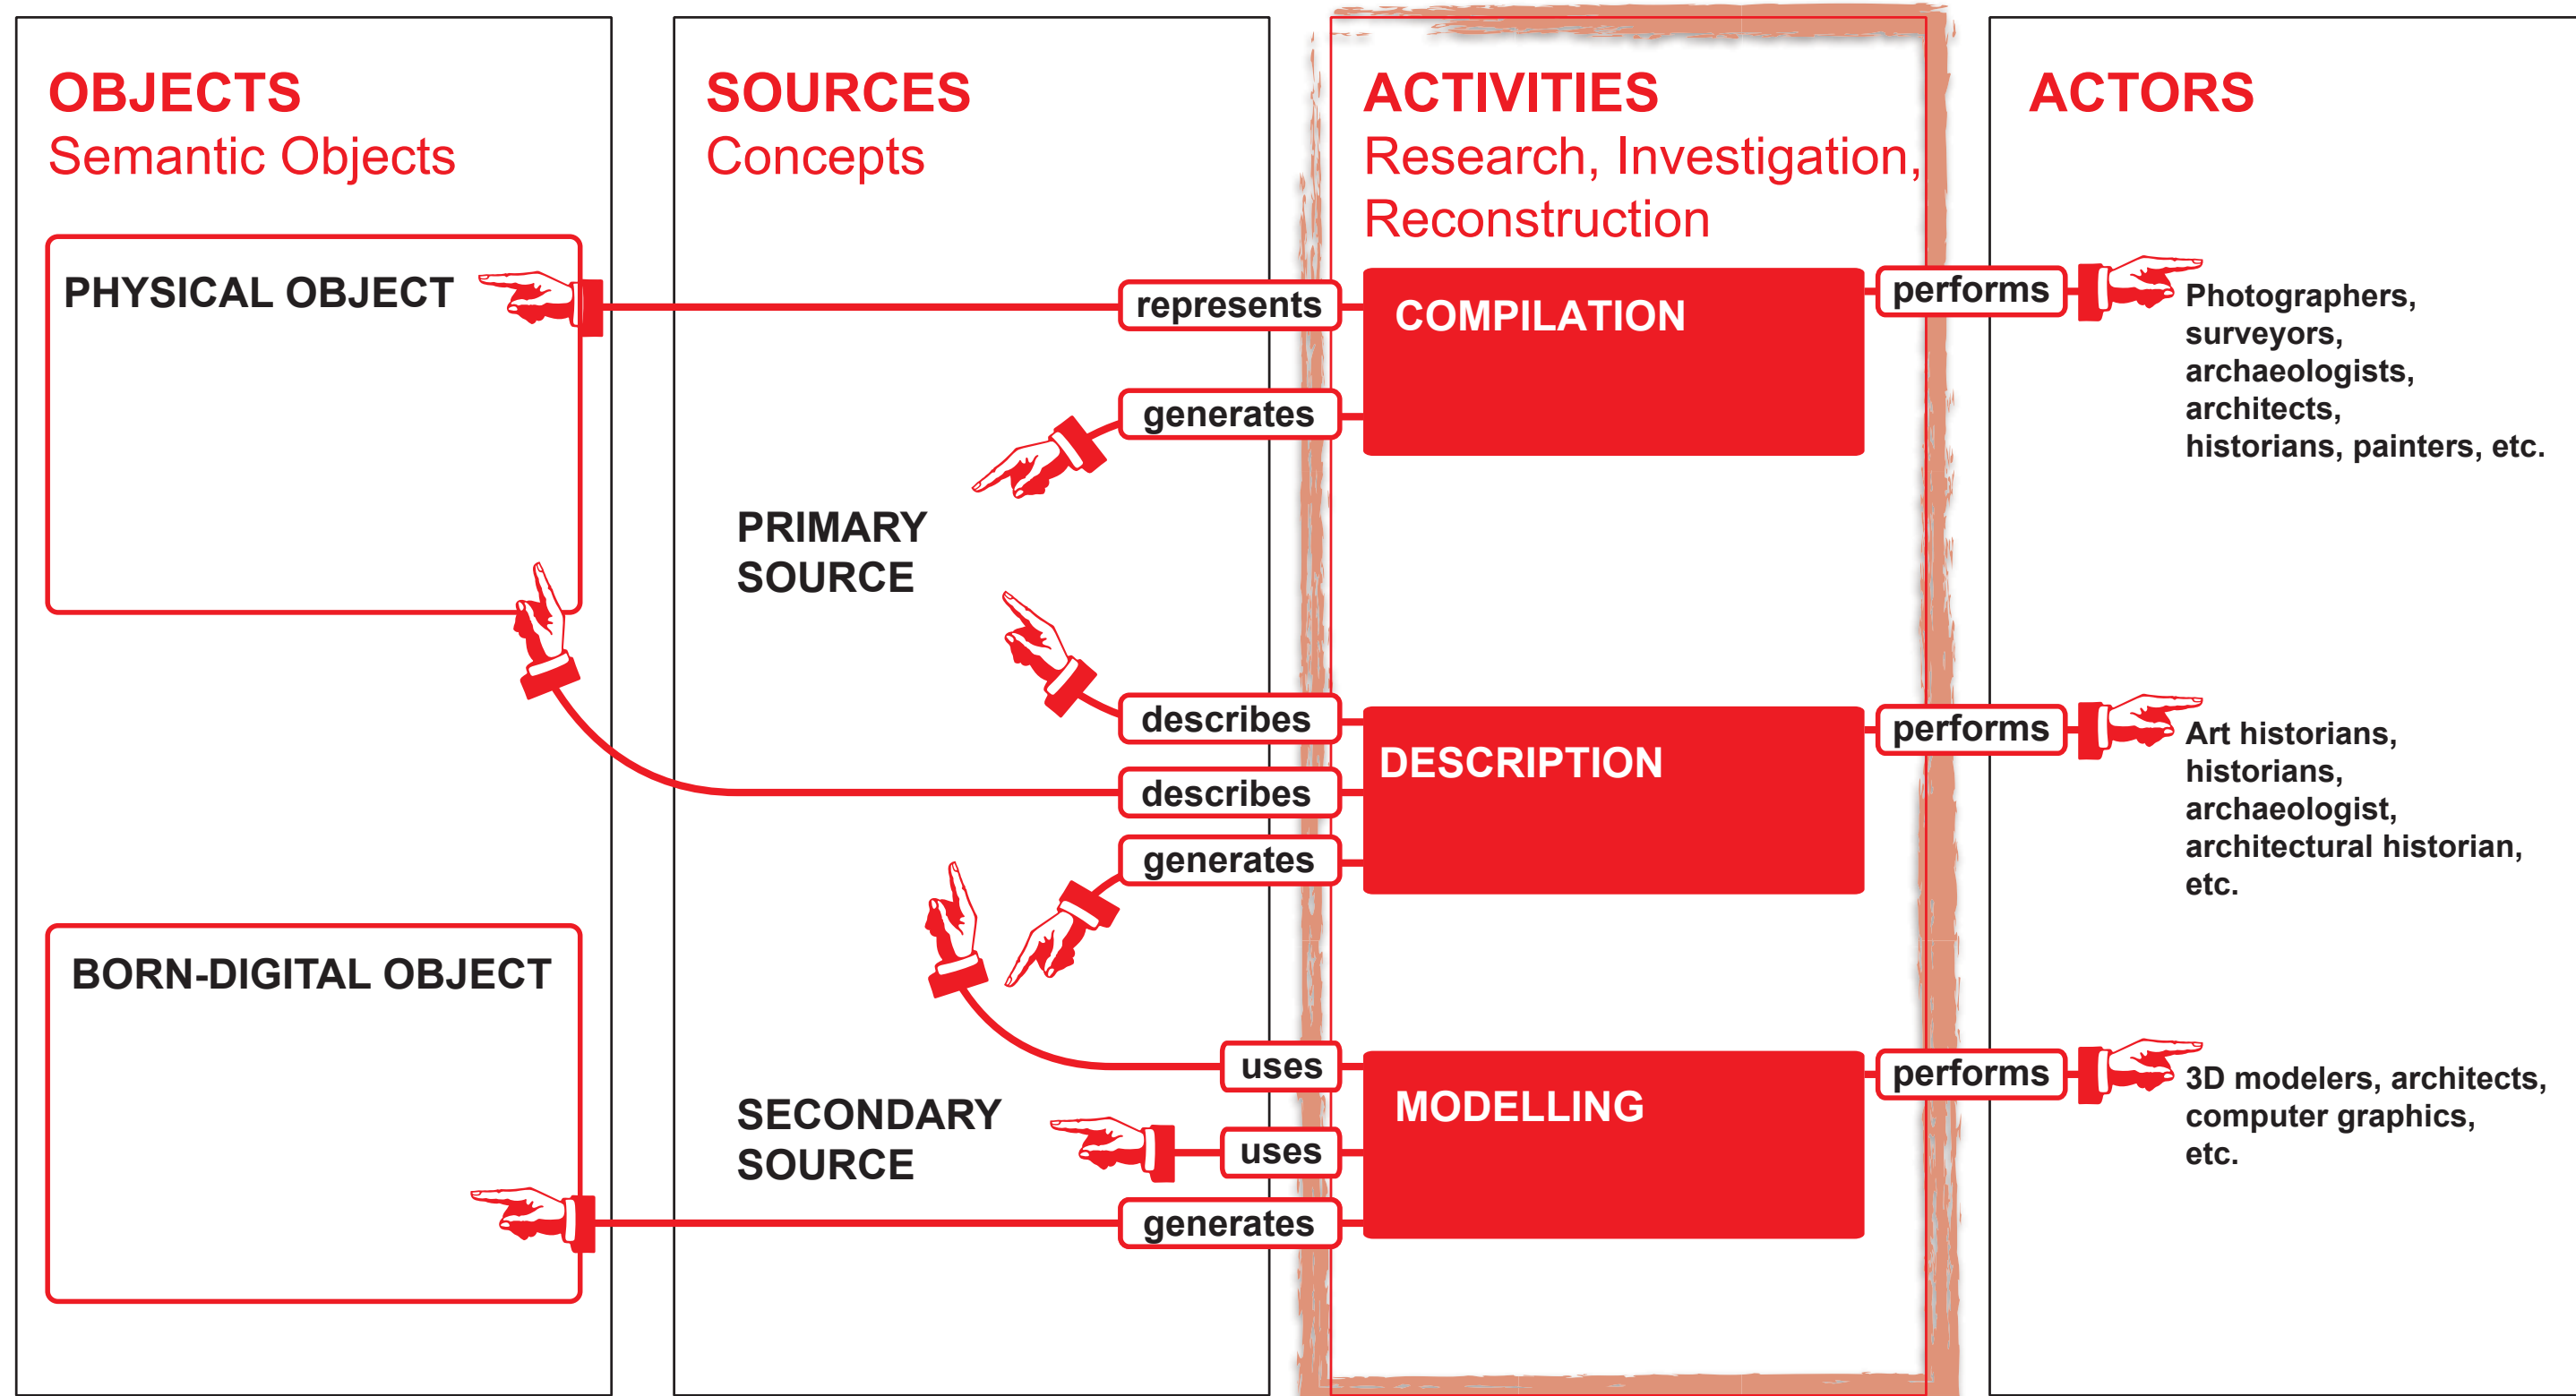 OBJECTS
Semantic Objects
PHYSICAL OBJECT
BORN-DIGITAL OBJECT
SOURCES
Concepts
PRIMARY
SOURCE
SECONDARY
SOURCE
represents
generates
describes
describes
generates
uses
uses
generates
ACTIVITIES
Research, Investigation,
Reconstruction
COMPILATION
DESCRIPTION
MODELLING
performs
performs
performs
ACTORS
Photographers,
surveyors,
archaeologists,
architects,
historians, painters, etc.
Art historians,
historians,
archaeologist,
architectural historian,
etc.
3D modelers, architects,
computer graphics,
etc.